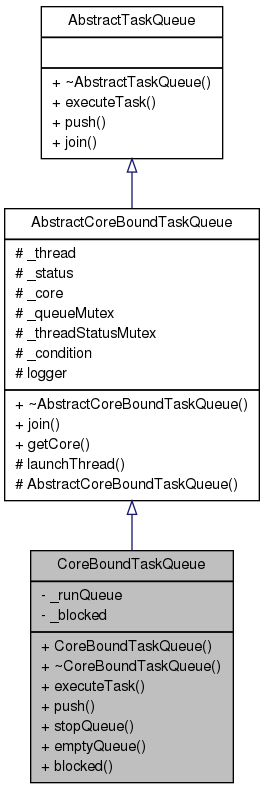 AbstractTaskQueue
+ ~AbstractTaskQueue()
+ executeTask()
+ push()
+ join()
AbstractCoreBoundTaskQueue
# _thread
# _status
# _core
# _queueMutex
# _threadStatusMutex
# _condition
# logger
+ ~AbstractCoreBoundTaskQueue()
+ join()
+ getCore()
# launchThread()
# AbstractCoreBoundTaskQueue()
CoreBoundTaskQueue
- _runQueue
- _blocked
+ CoreBoundTaskQueue()
+ ~CoreBoundTaskQueue()
+ executeTask()
+ push()
+ stopQueue()
+ emptyQueue()
+ blocked()